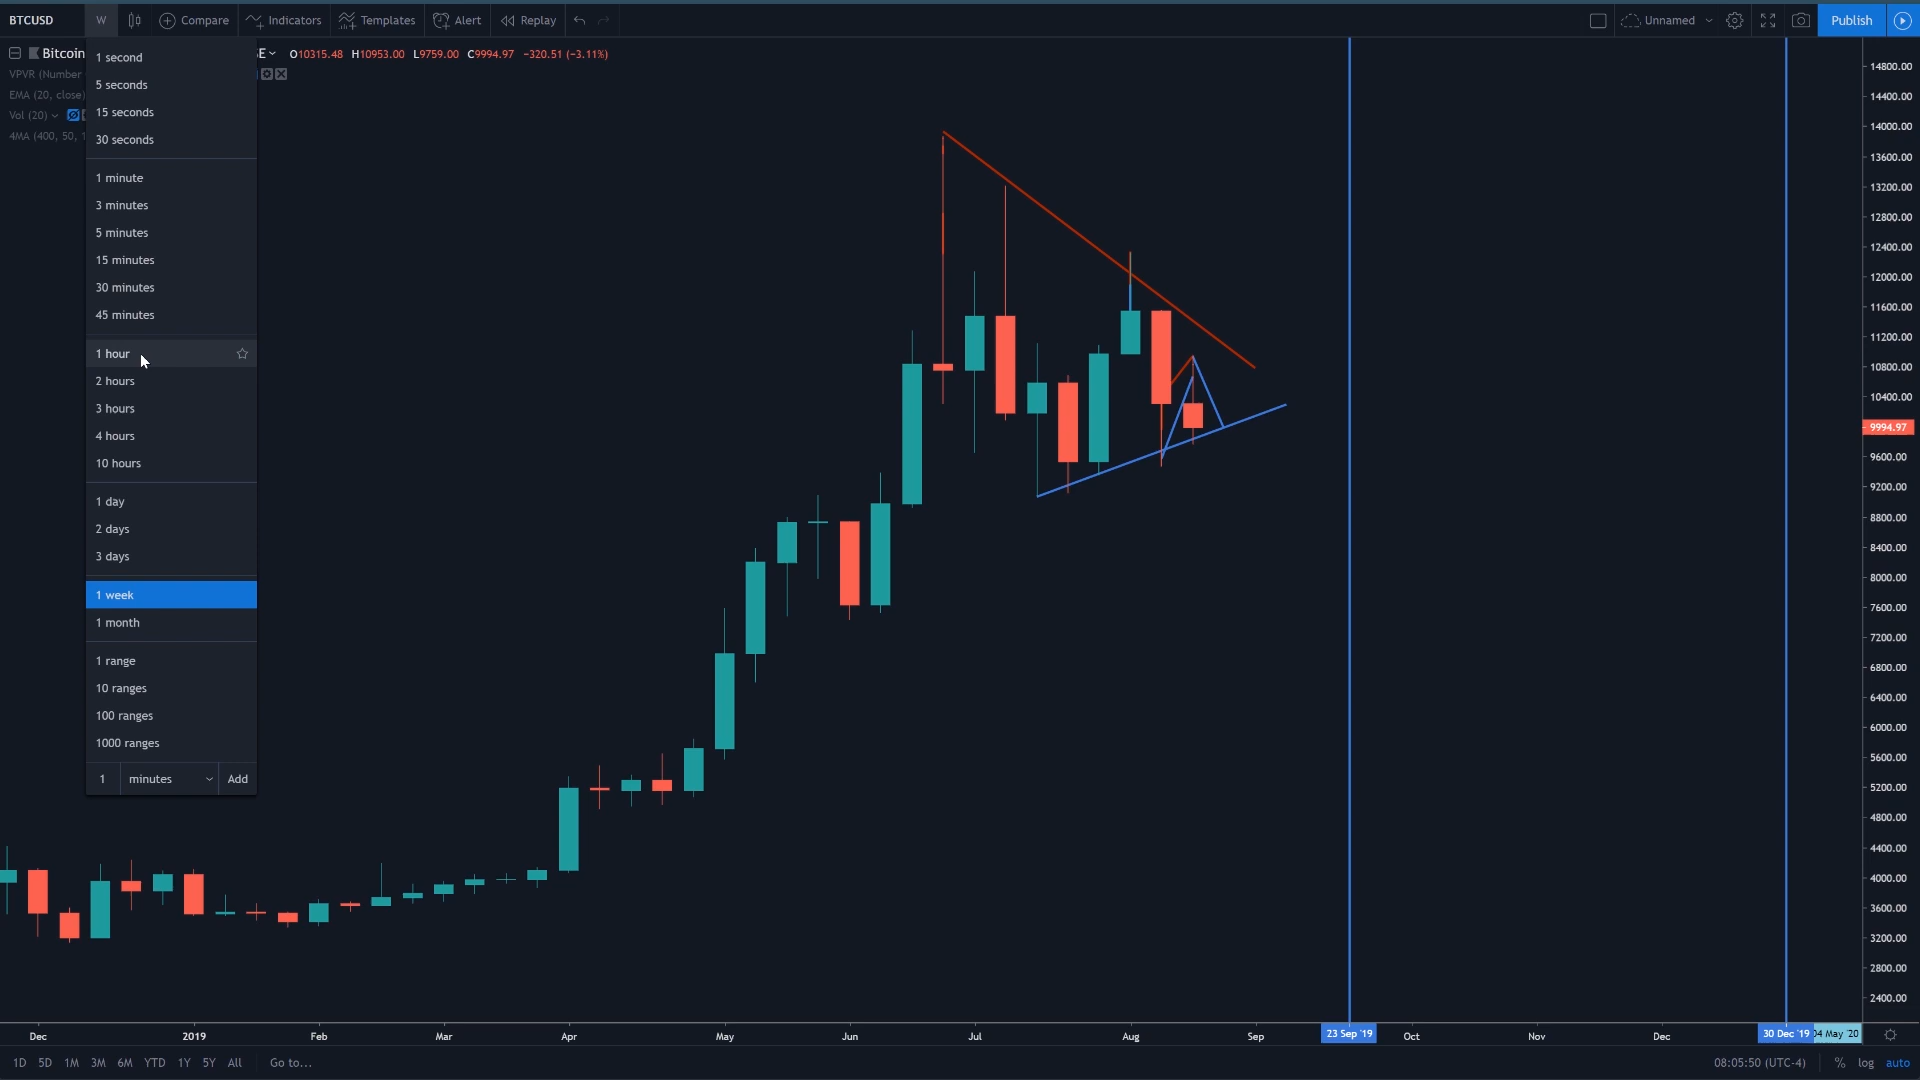 BTCUSD W Compare Indicators Templates Alert Replay Unnamed Publish
Bitcoin E O10315.48 H10953.00 L9759.00 C9994.97 −320.51 (−3.11%)
VPVR (Number
EMA (20, close)
Vol (20)
4MA (400, 50, 1
1 second
5 seconds
15 seconds
30 seconds
1 minute
3 minutes
5 minutes
15 minutes
30 minutes
45 minutes
1 hour
2 hours
3 hours
4 hours
10 hours
1 day
2 days
3 days
1 week
1 month
1 range
10 ranges
100 ranges
1000 ranges
1 minutes Add
14800.00
14400.00
14000.00
13600.00
13200.00
12800.00
12400.00
12000.00
11600.00
11200.00
10800.00
10400.00
9994.97
9600.00
9200.00
8800.00
8400.00
8000.00
7600.00
7200.00
6800.00
6400.00
6000.00
5600.00
5200.00
4800.00
4400.00
4000.00
3600.00
3200.00
2800.00
2400.00
Dec 2019 Feb Mar Apr May Jun Jul Aug Sep 23 Sep '19 Oct Nov Dec 30 Dec '19 04 May '20
1D 5D 1M 3M 6M YTD 1Y 5Y All Go to... 08:05:50 (UTC-4) % log auto